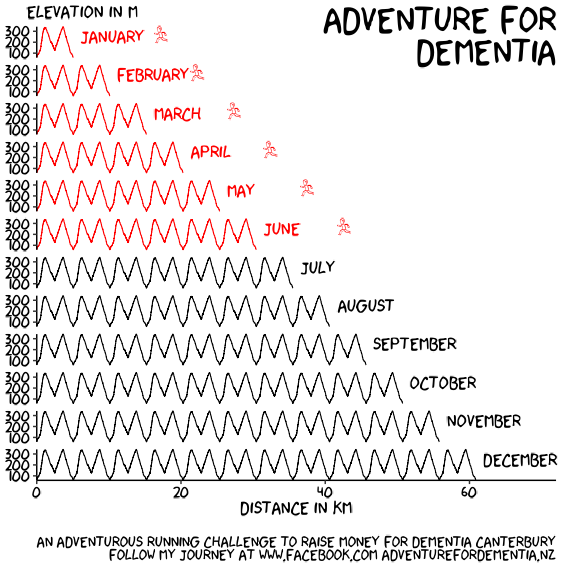 ELEVATION IN M
ADVENTURE FOR
DEMENTIA
300
200
100
JANUARY
300
200
100
FEBRUARY
300
200
100
MARCH
300
200
100
APRIL
300
200
100
MAY
300
200
100
JUNE
300
200
100
JULY
300
200
100
AUGUST
300
200
100
SEPTEMBER
300
200
100
OCTOBER
300
200
100
NOVEMBER
300
200
100
DECEMBER
0 20 40 60
DISTANCE IN KM
AN ADVENTUROUS RUNNING CHALLENGE TO RAISE MONEY FOR DEMENTIA CANTERBURY
FOLLOW MY JOURNEY AT WWW.FACEBOOK.COM ADVENTUREFORDEMENTIA.NZ